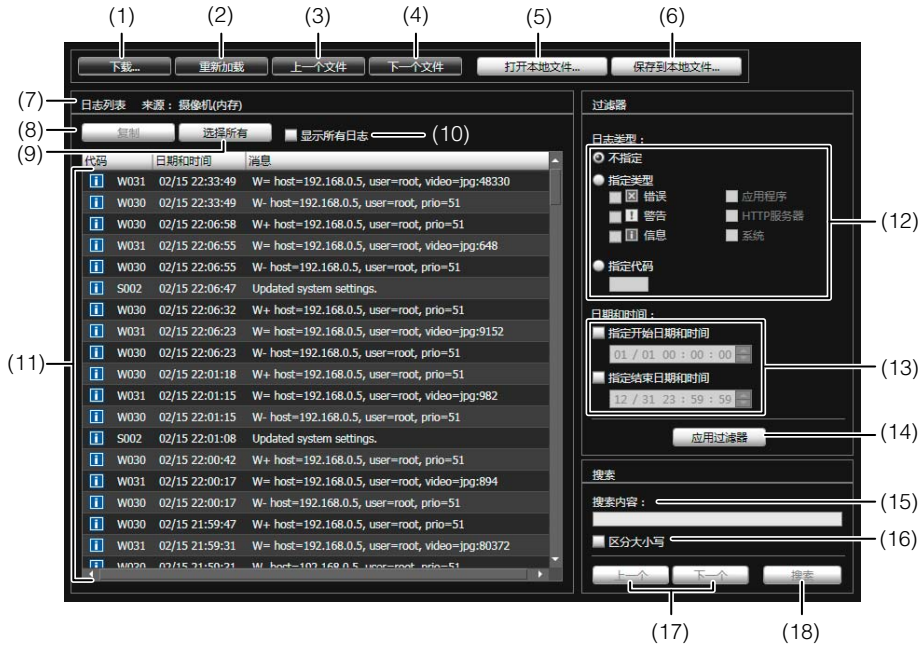 (1) (2) (3) (4) (5) (6)
下载... 重新加载 上一个文件 下一个文件 打开本地文件... 保存到本地文件...
(7) 日志列表 来源：摄像机(内存)
(8) 复制 选择所有 显示所有日志 (10)
(9)
代码 日期和时间 消息
W031 02/15 22:33:49 W= host=192.168.0.5, user=root, video=jpg:48330
W030 02/15 22:33:49 W- host=192.168.0.5, user=root, prio=51
W030 02/15 22:06:58 W+ host=192.168.0.5, user=root, prio=51
W031 02/15 22:06:55 W= host=192.168.0.5, user=root, video=jpg:648
W030 02/15 22:06:55 W- host=192.168.0.5, user=root, prio=51
S002 02/15 22:06:47 Updated system settings.
W030 02/15 22:06:32 W+ host=192.168.0.5, user=root, prio=51
W031 02/15 22:06:23 W= host=192.168.0.5, user=root, video=jpg:9152
W030 02/15 22:06:23 W- host=192.168.0.5, user=root, prio=51
W030 02/15 22:01:18 W+ host=192.168.0.5, user=root, prio=51
W031 02/15 22:01:15 W= host=192.168.0.5, user=root, video=jpg:982
W030 02/15 22:01:15 W- host=192.168.0.5, user=root, prio=51
S002 02/15 22:01:08 Updated system settings.
W030 02/15 22:00:42 W+ host=192.168.0.5, user=root, prio=51
W031 02/15 22:00:17 W= host=192.168.0.5, user=root, video=jpg:894
W030 02/15 22:00:17 W- host=192.168.0.5, user=root, prio=51
W030 02/15 21:59:47 W+ host=192.168.0.5, user=root, prio=51
W031 02/15 21:59:31 W= host=192.168.0.5, user=root, video=jpg:80372
W030 02/15 21:59:31 W- host=192.168.0.5, user=root, prio=51
(11)
过滤器
日志类型：
不指定
指定类型
错误 应用程序
警告 HTTP服务器
信息 系统
(12)
指定代码
日期和时间：
指定开始日期和时间
01 / 01 00 : 00 : 00
(13)
指定结束日期和时间
12 / 31 23 : 59 : 59
应用过滤器 (14)
搜索
搜索内容： (15)
区分大小写 (16)
上一个 下一个 搜索
(17) (18)